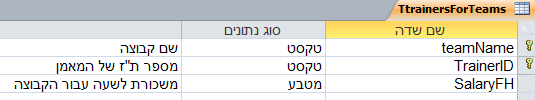 TtrainersForTeams
שם שדה סוג נתונים
teamName טקסט שם קבוצה
TrainerID טקסט מספר ת"ז של המאמן
SalaryFH מטבע משכורת לשעה עבור הקבוצה